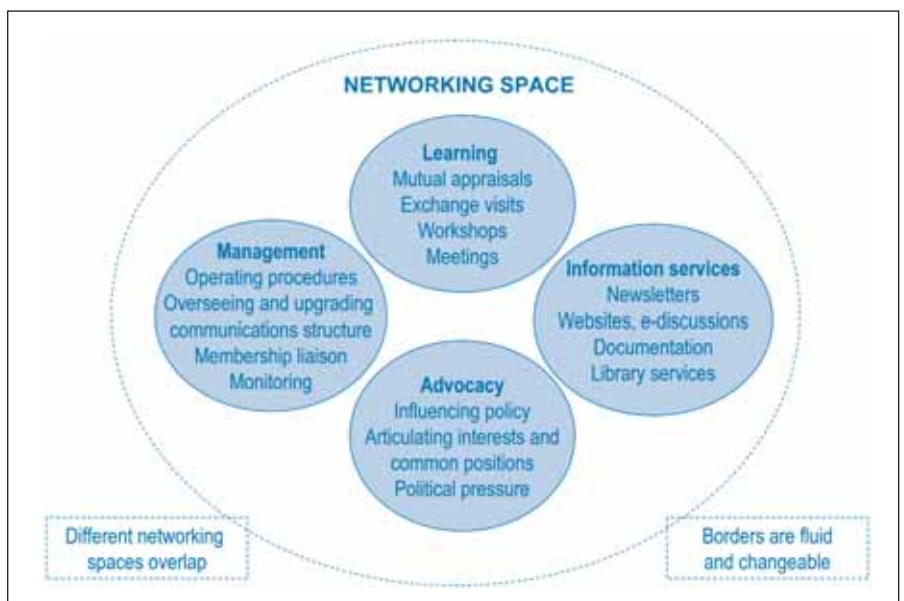 NETWORKING SPACE
Learning
Mutual appraisals
Exchange visits
Workshops
Meetings
Management
Operating procedures
Overseeing and upgrading
communications structure
Membership liaison
Monitoring
Information services
Newsletters
Websites, e-discussions
Documentation
Library services
Advocacy
Influencing policy
Articulating interests and
common positions
Political pressure
Different networking
spaces overlap
Borders are fluid
and changeable